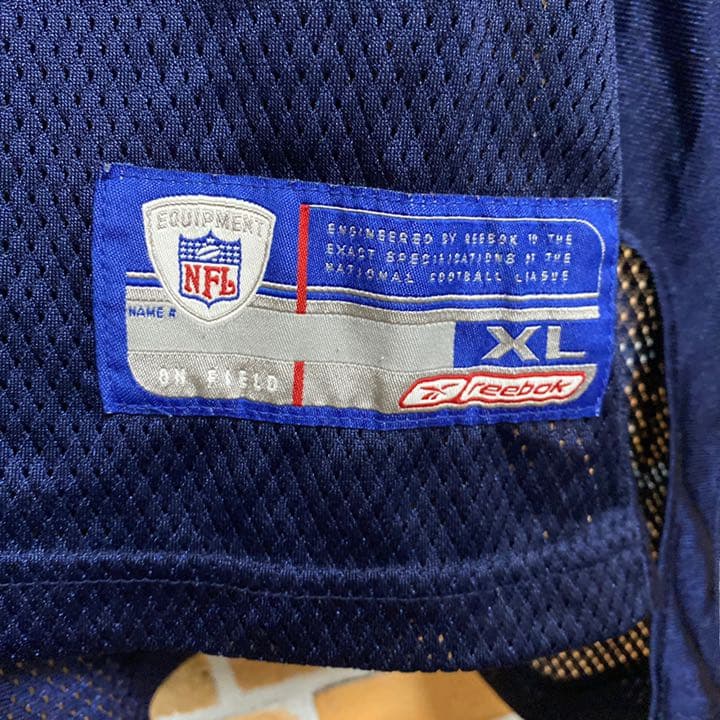 EQUIPMENT
NFL
ENGINEERED BY REEBOK TO THE
EXACT SPECIFICATIONS OF THE
NATIONAL FOOTBALL LEAGUE
NAME #
XL
ON FIELD
Reebok